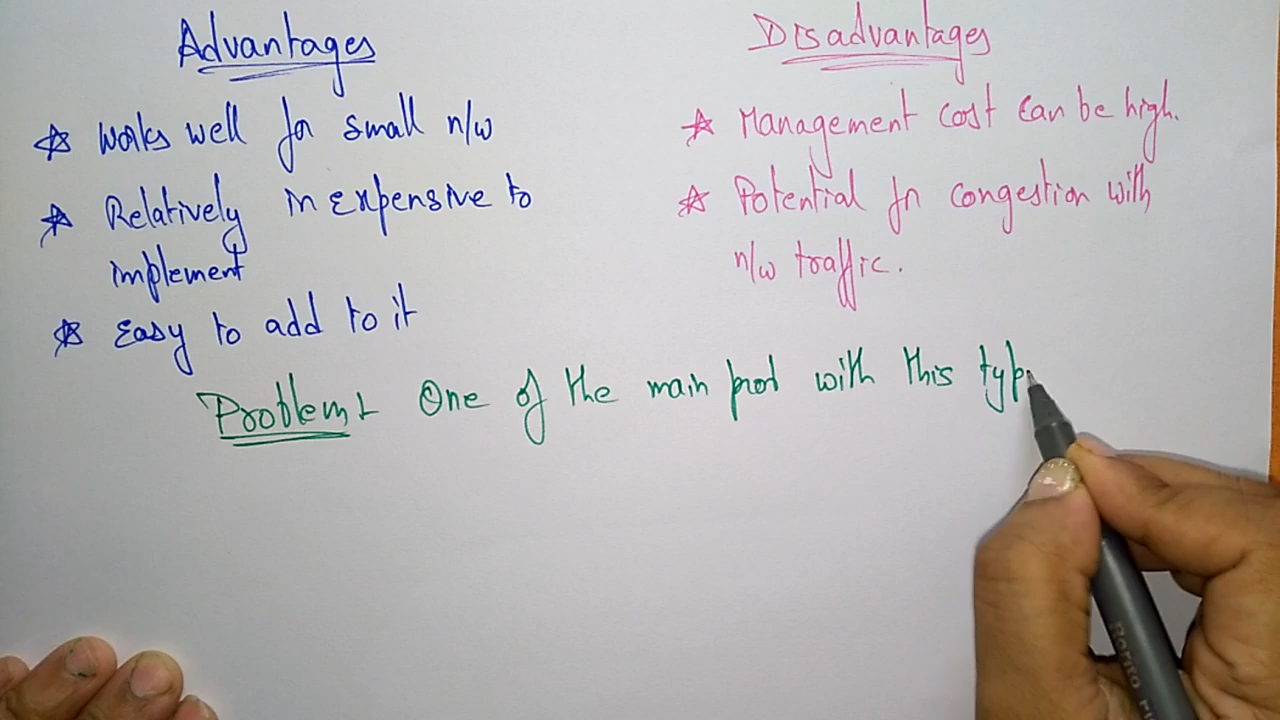 Advantages
☆ Works well for small n/w
☆ Relatively inexpensive to
implement
☆ Easy to add to it
Disadvantages
☆ Management cost can be high.
☆ Potential for congestion with
n/w traffic.
Problem:- One of the main prob with this typ